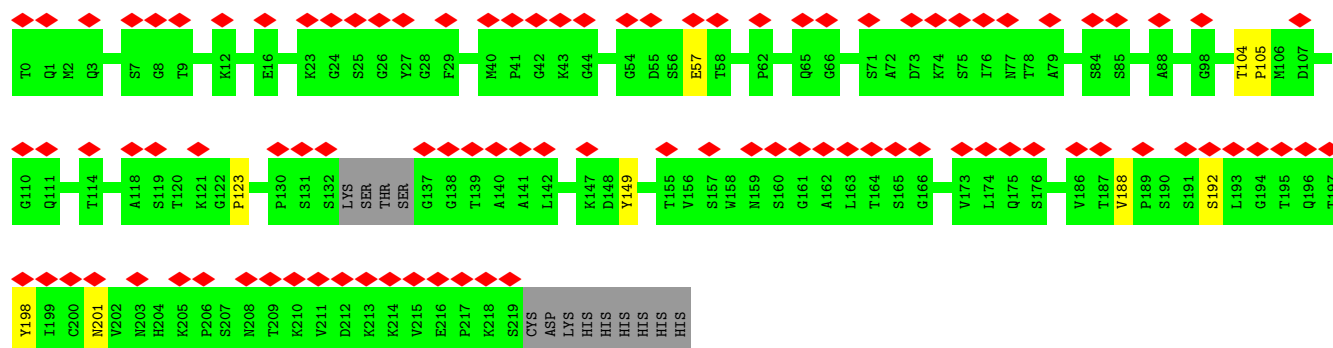 T0 Q1 M2 Q3 S7 G8 T9 K12 E16 K23 G24 S25 G26 Y27 G28 F29 M40 P41 G42 K43 G44 G54 D55 S56 E57 T58 P62 Q65 G66 S71 A72 D73 K74 S75 I76 N77 T78 A79 S84 S85 A88 G98 T104 P105 M106 D107
G110 Q111 T114 A118 S119 T120 K121 G122 P123 P130 S131 S132 LYS SER THR SER G137 G138 T139 A140 A141 L142 K147 D148 Y149 T155 V156 S157 W158 N159 S160 G161 A162 L163 T164 S165 G166 V173 L174 Q175 S176 V186 T187 V188 P189 S190 S191 S192 L193 G194 T195 Q196 T197
Y198 I199 C200 N201 V202 N203 H204 K205 P206 S207 N208 T209 K210 V211 D212 K213 K214 V215 E216 P217 K218 S219 CYS ASP LYS HIS HIS HIS HIS HIS HIS